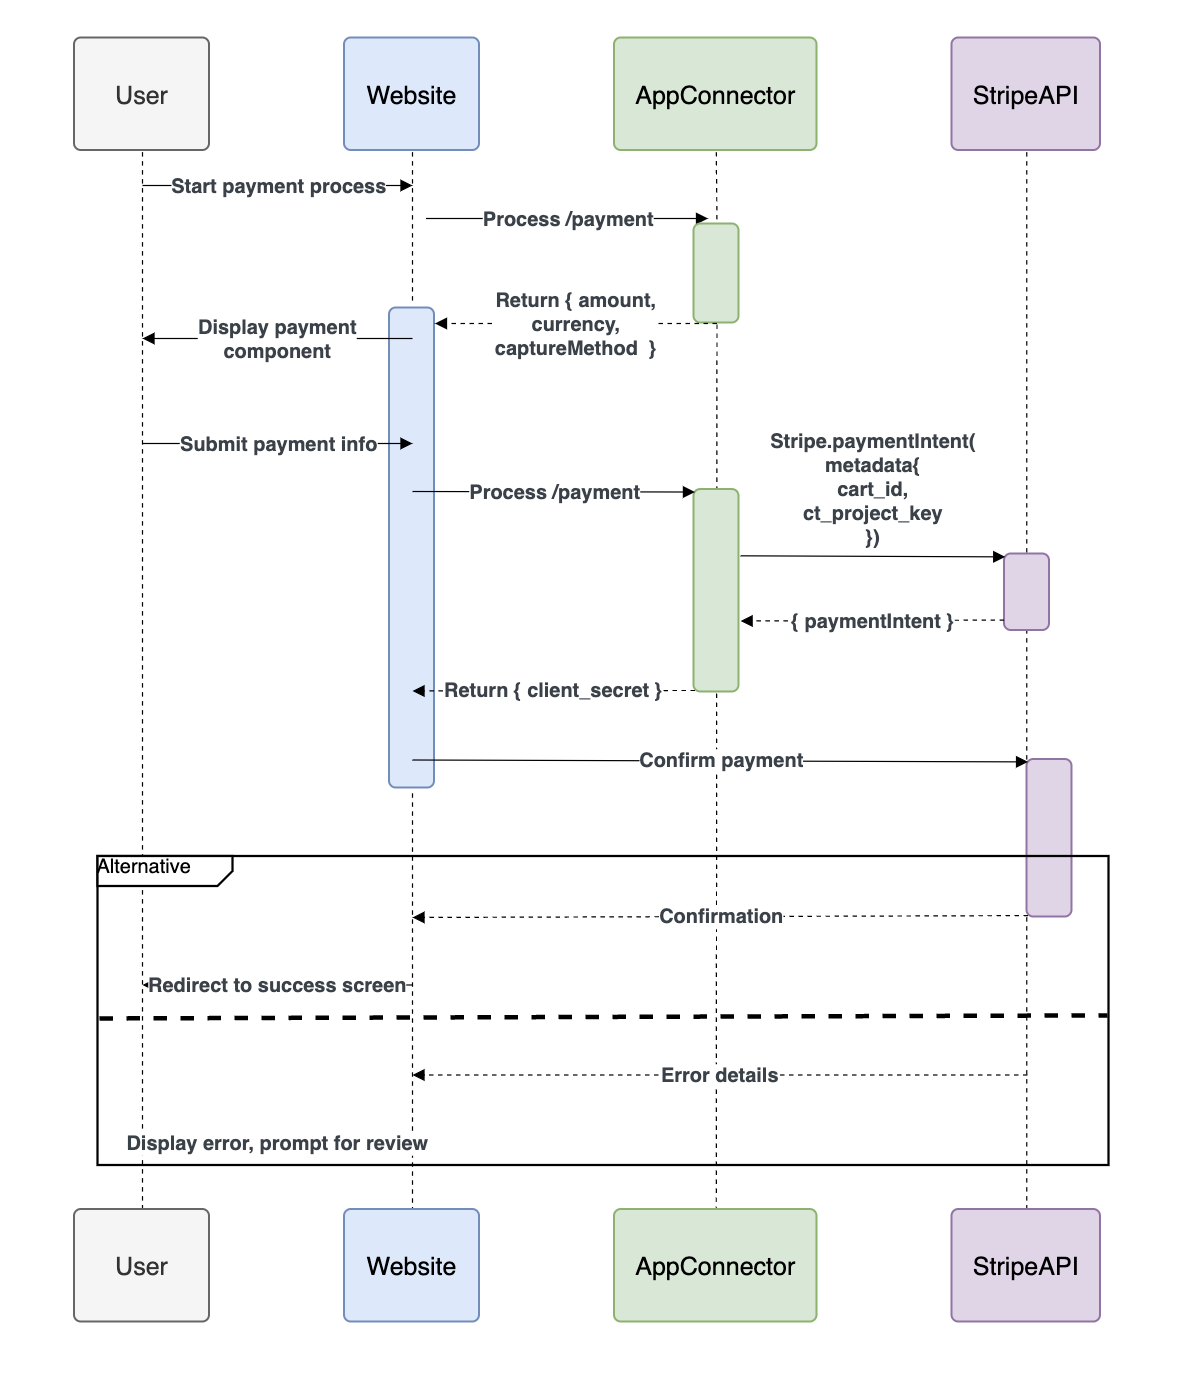 User
Website
AppConnector
StripeAPI
Start payment process
Process /payment
Return { amount,
currency,
captureMethod }
Display payment
component
Submit payment info
Stripe.paymentIntent(
metadata{
cart_id,
ct_project_key
})
Process /payment
{ paymentIntent }
Return { client_secret }
Confirm payment
Alternative
Confirmation
Redirect to success screen
Error details
Display error, prompt for review
User
Website
AppConnector
StripeAPI